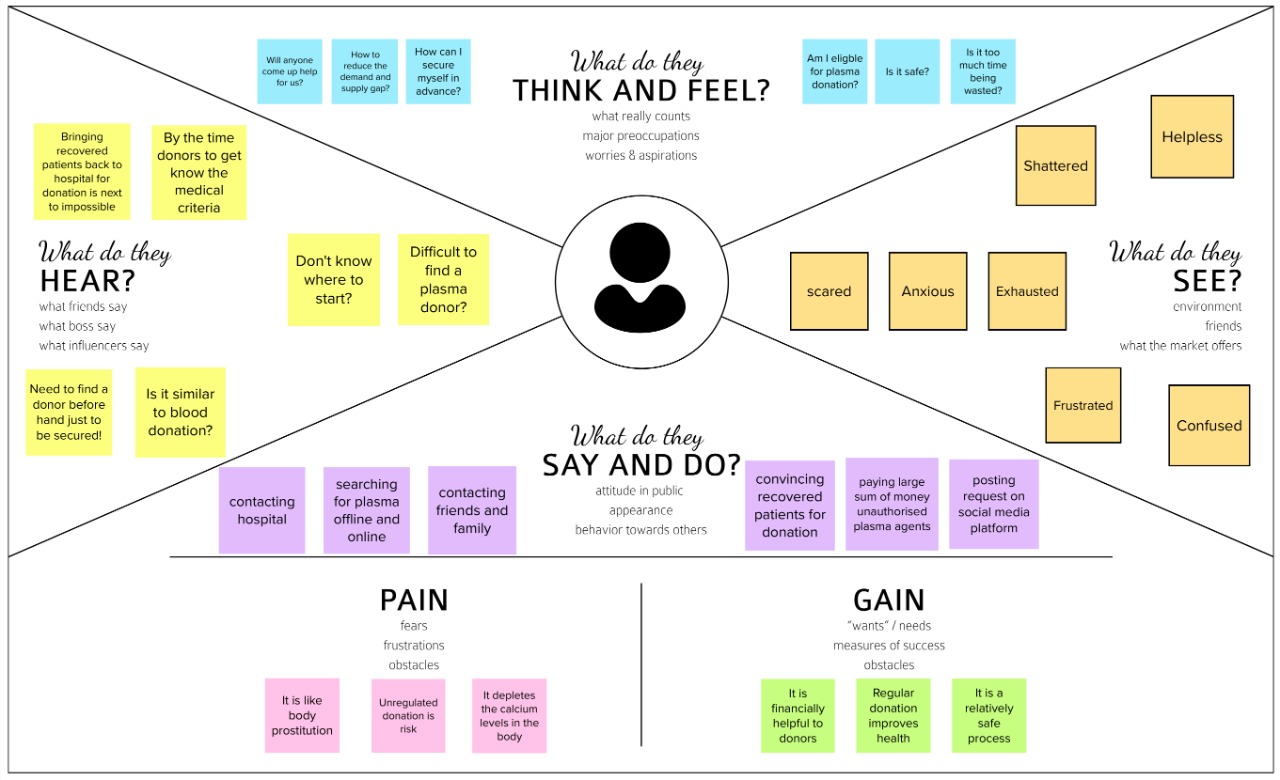 Will anyone
come up help
for us?
How to
reduce the
demand and
supply gap?
How can I
secure
myself in
advance?
What do they
THINK AND FEEL?
what really counts
major preoccupations
worries & aspirations
Am I eligble
for plasma
donation?
Is it safe?
Is it too
much time
being
wasted?
Bringing
recovered
patients back to
hospital for
donation is next
to impossible
By the time
donors to get
know the
medical
criteria
What do they
HEAR?
what friends say
what boss say
what influencers say
Don't know
where to
start?
Difficult to
find a
plasma
donor?
Need to find a
donor before
hand just to
be secured!
Is it similar
to blood
donation?
Shattered
Helpless
scared
Anxious
Exhausted
What do they
SEE?
environment
friends
what the market offers
Frustrated
Confused
What do they
SAY AND DO?
attitude in public
appearance
behavior towards others
contacting
hospital
searching
for plasma
offline and
online
contacting
friends and
family
convincing
recovered
patients for
donation
paying large
sum of money
unauthorised
plasma agents
posting
request on
social media
platform
PAIN
fears
frustrations
obstacles
It is like
body
prostitution
Unregulated
donation is
risk
It depletes
the calcium
levels in the
body
GAIN
"wants" / needs
measures of success
obstacles
It is
financially
helpful to
donors
Regular
donation
improves
health
It is a
relatively
safe
process